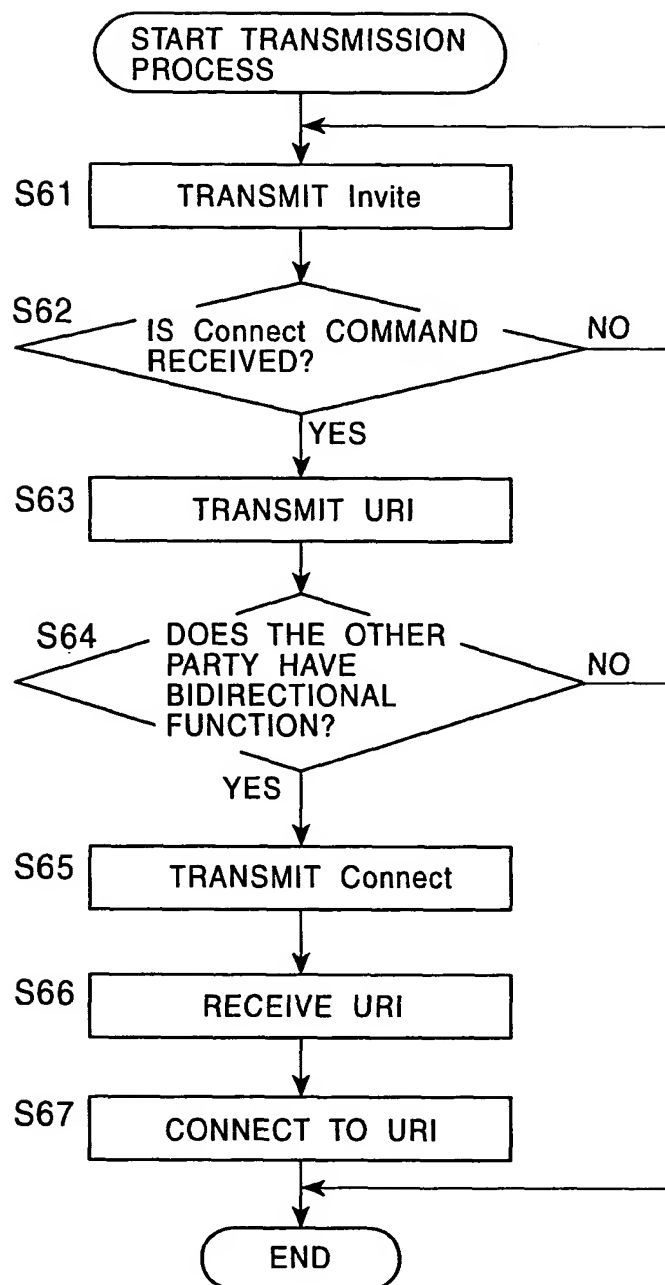 START TRANSMISSION
PROCESS
S61
TRANSMIT Invite
S62
IS Connect COMMAND
RECEIVED?
NO
YES
S63
TRANSMIT URI
S64
DOES THE OTHER
PARTY HAVE
BIDIRECTIONAL
FUNCTION?
NO
YES
S65
TRANSMIT Connect
S66
RECEIVE URI
S67
CONNECT TO URI
END